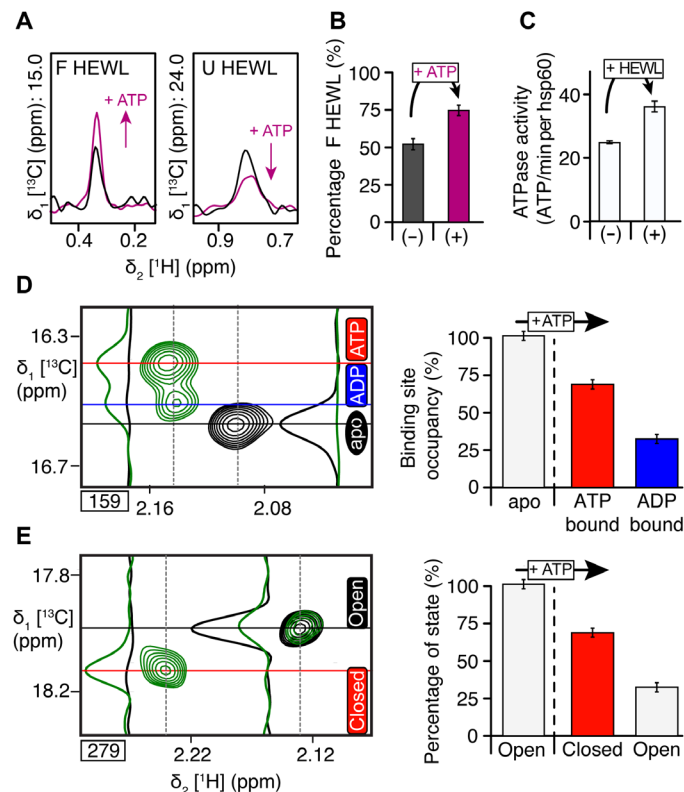 A
F HEWL
+ ATP
δ₁ [¹³C] (ppm): 15.0
0.4
0.2
U HEWL
+ ATP
δ₁ [¹³C] (ppm): 24.0
0.9
0.7
δ₂ [¹H] (ppm)
B
+ ATP
Percentage F HEWL (%)
100
75
50
25
0
(−)
(+)
C
+ HEWL
ATPase activity
(ATP/min per hsp60)
40
20
0
(−)
(+)
D
16.3
δ₁ [¹³C]
(ppm)
16.7
ATP
ADP
apo
159
2.16
2.08
+ATP
Binding site
occupancy (%)
100
75
50
25
0
apo
ATP
bound
ADP
bound
E
17.8
δ₁ [¹³C]
(ppm)
18.2
Open
Closed
279
2.22
2.12
δ₂ [¹H] (ppm)
+ ATP
Percentage of state (%)
100
75
50
25
0
Open
Closed
Open